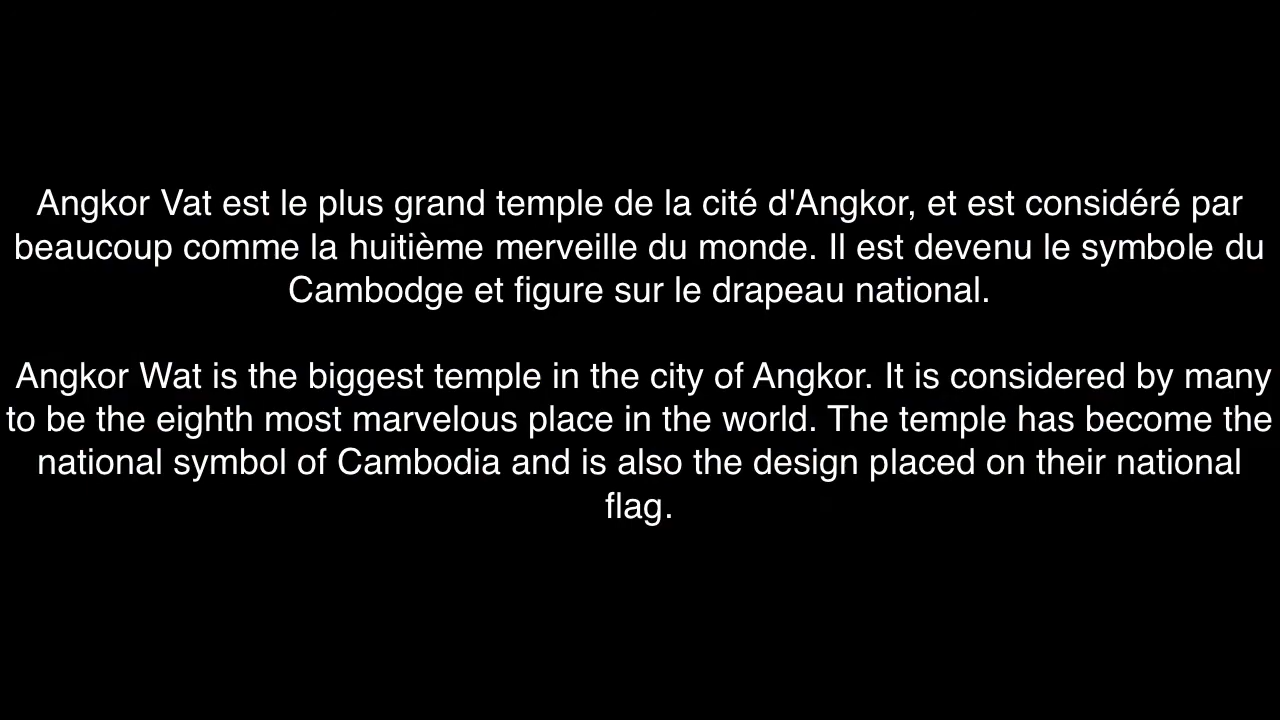 Angkor Vat est le plus grand temple de la cité d'Angkor, et est considéré par
beaucoup comme la huitième merveille du monde. Il est devenu le symbole du
Cambodge et figure sur le drapeau national.
Angkor Wat is the biggest temple in the city of Angkor. It is considered by many
to be the eighth most marvelous place in the world. The temple has become the
national symbol of Cambodia and is also the design placed on their national
flag.